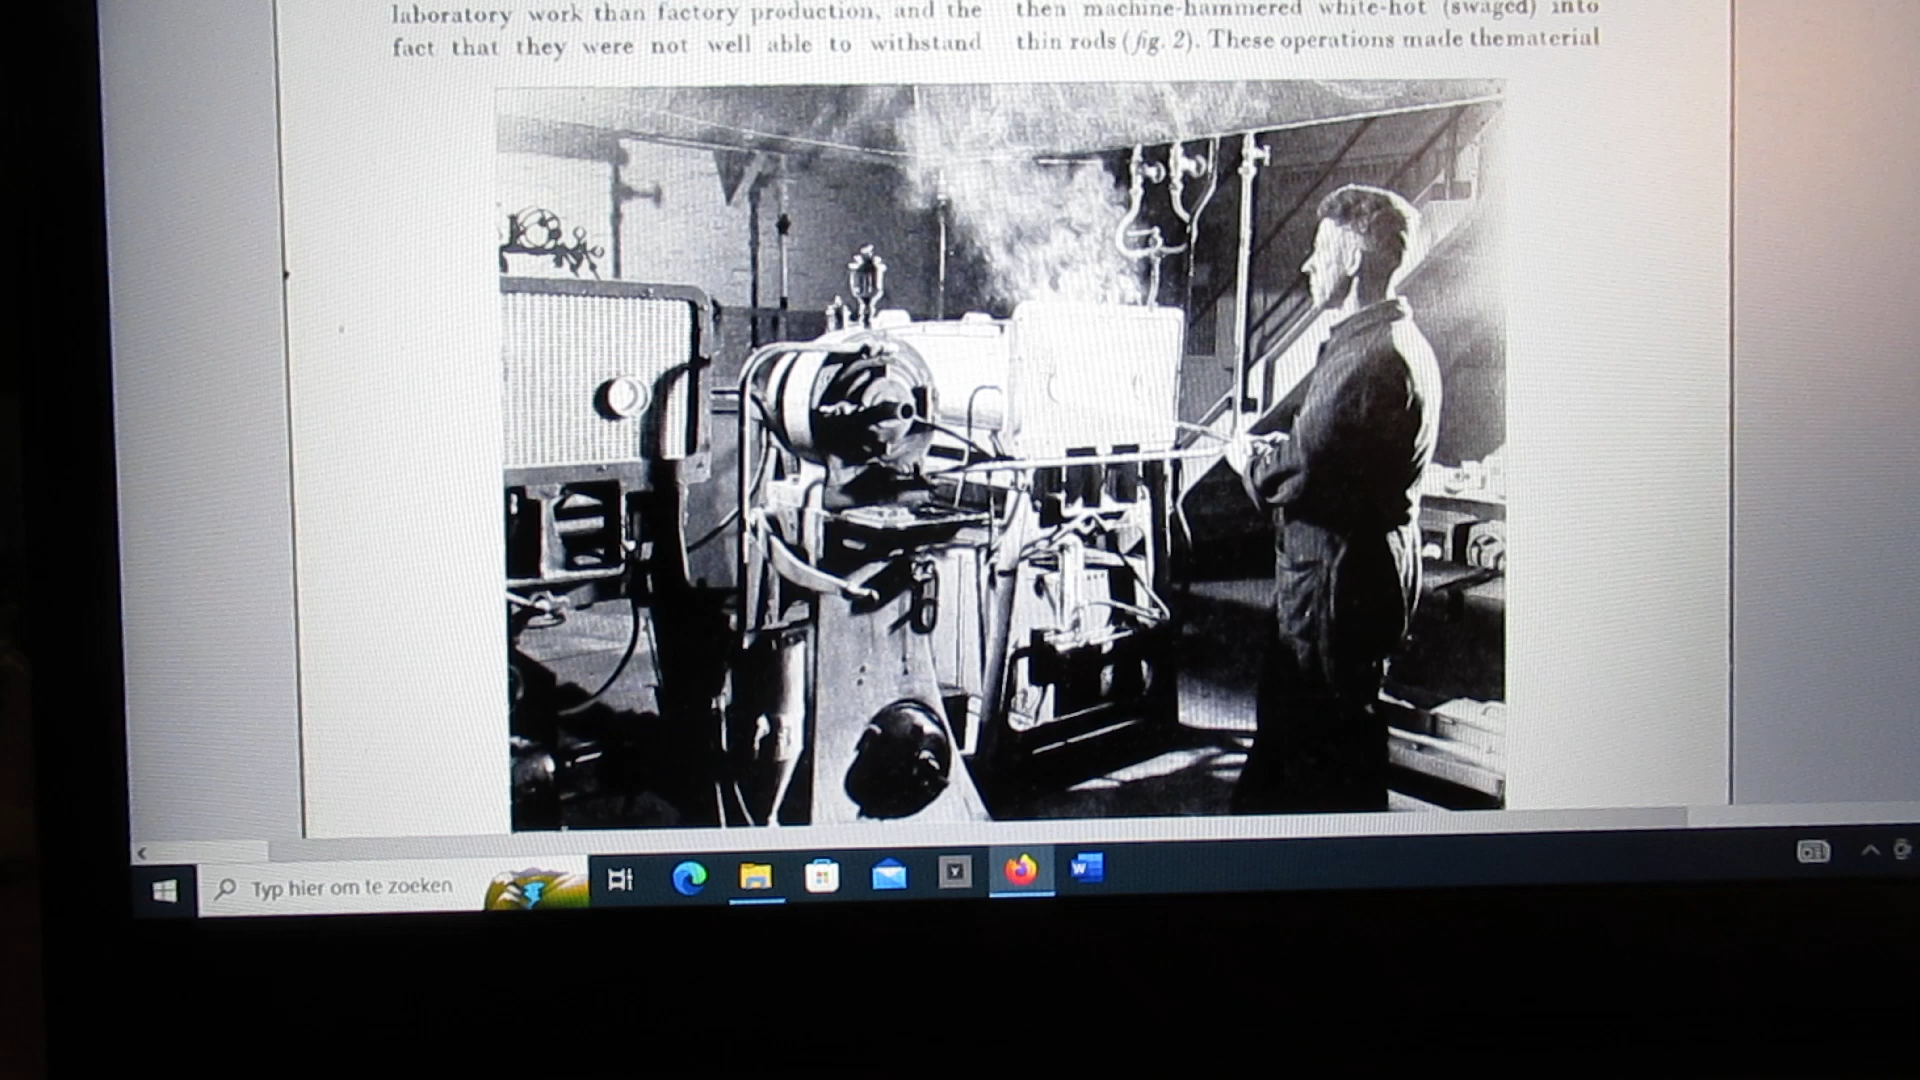 laboratory work than factory production, and the
fact that they were not well able to withstand
then machine-hammered white-hot (swaged) into
thin rods (fig. 2). These operations made the material
Typ hier om te zoeken